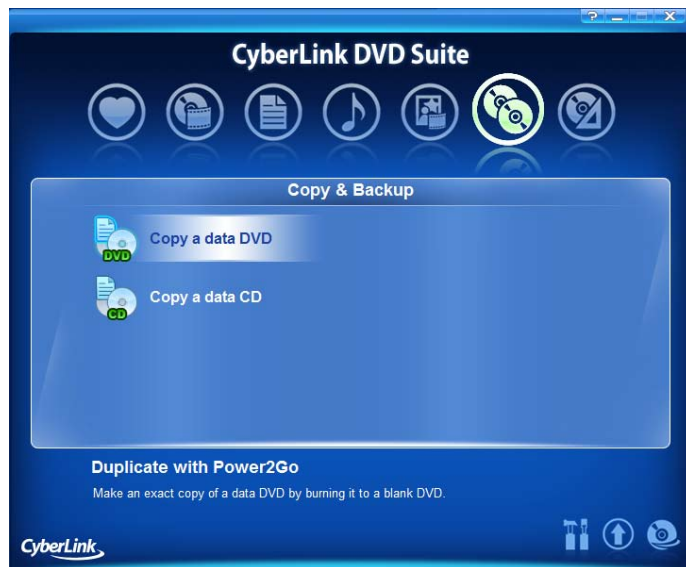 CyberLink DVD Suite
Copy & Backup
DVD
Copy a data DVD
CD
Copy a data CD
Duplicate with Power2Go
Make an exact copy of a data DVD by burning it to a blank DVD.
CyberLink